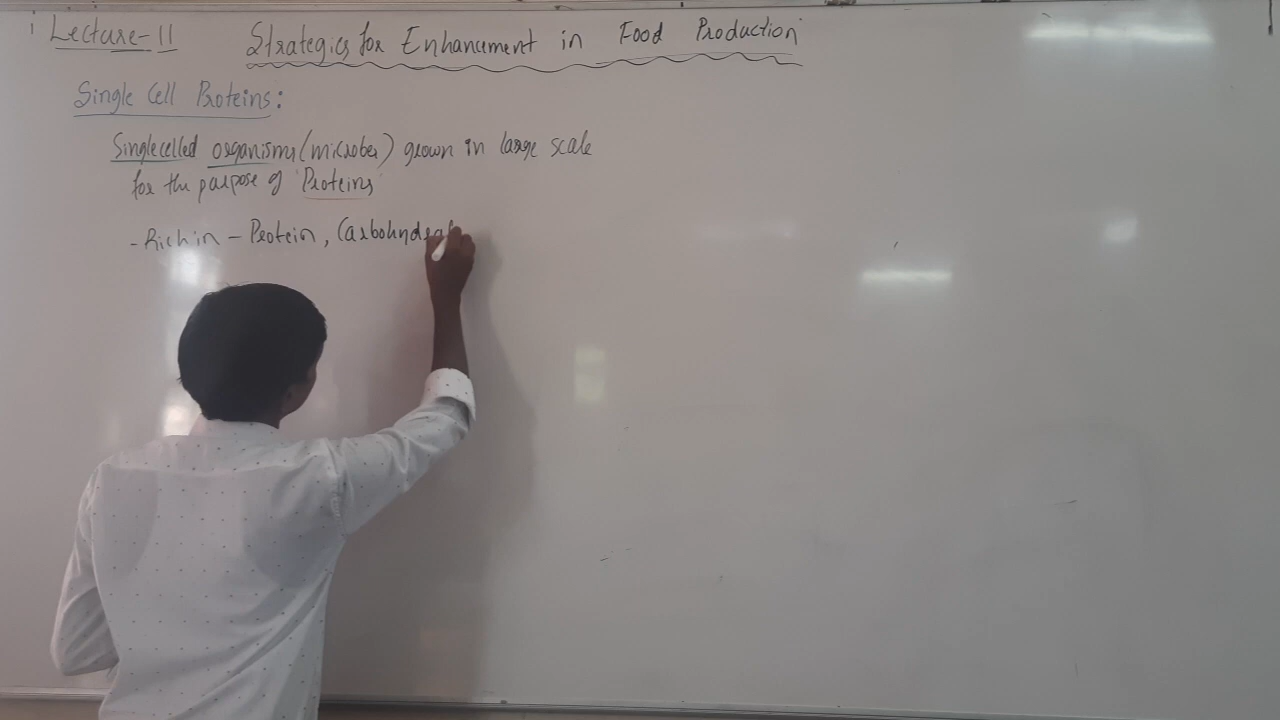 Lecture-11
Strategies for Enhancement in Food Production
Single Cell Proteins:
Singlecelled organisms (microbes) grown in large scale
for the purpose of Proteins
- Rich in - Protein, Carbohydrat